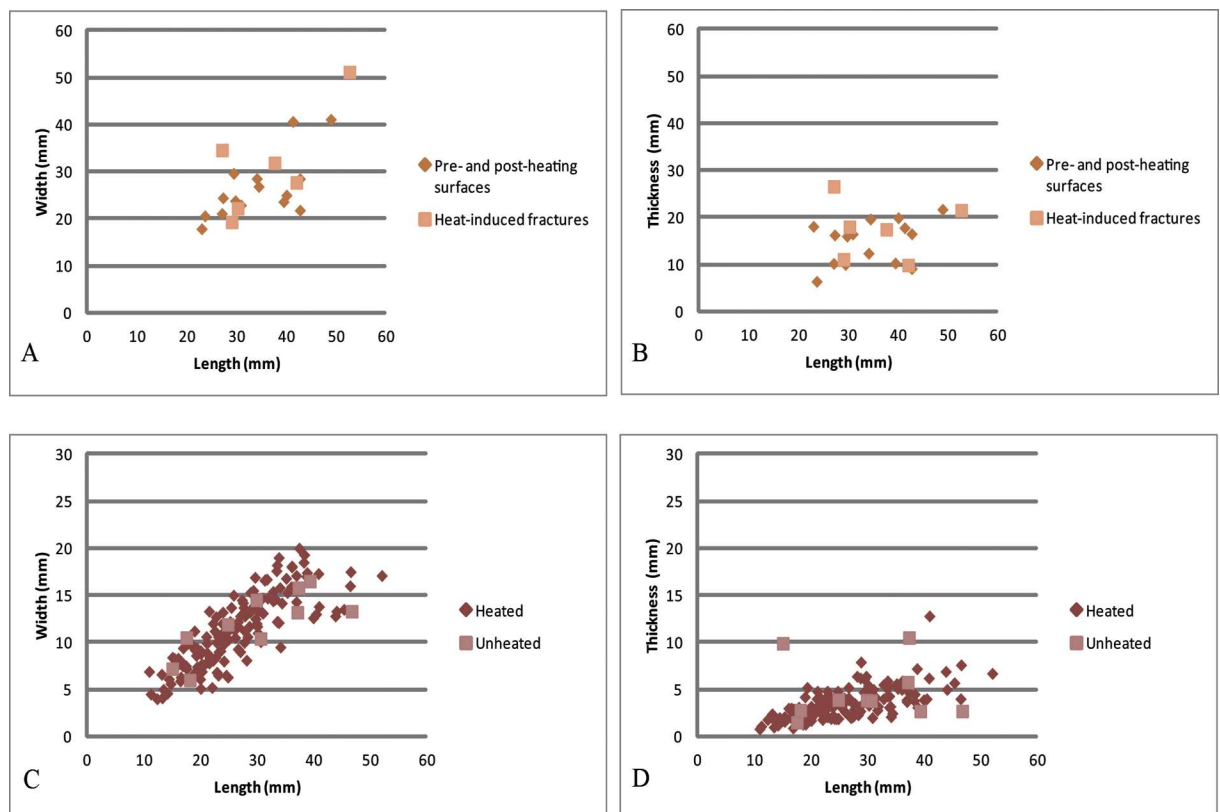 60
50
40
30
20
10
0
Width (mm)
0 10 20 30 40 50 60
Length (mm)
A
Pre- and post-heating
surfaces
Heat-induced fractures
60
50
40
30
20
10
0
Thickness (mm)
0 10 20 30 40 50 60
Length (mm)
B
Pre- and post-heating
surfaces
Heat-induced fractures
30
25
20
15
10
5
0
Width (mm)
0 10 20 30 40 50 60
Length (mm)
C
Heated
Unheated
30
25
20
15
10
5
0
Thickness (mm)
0 10 20 30 40 50 60
Length (mm)
D
Heated
Unheated